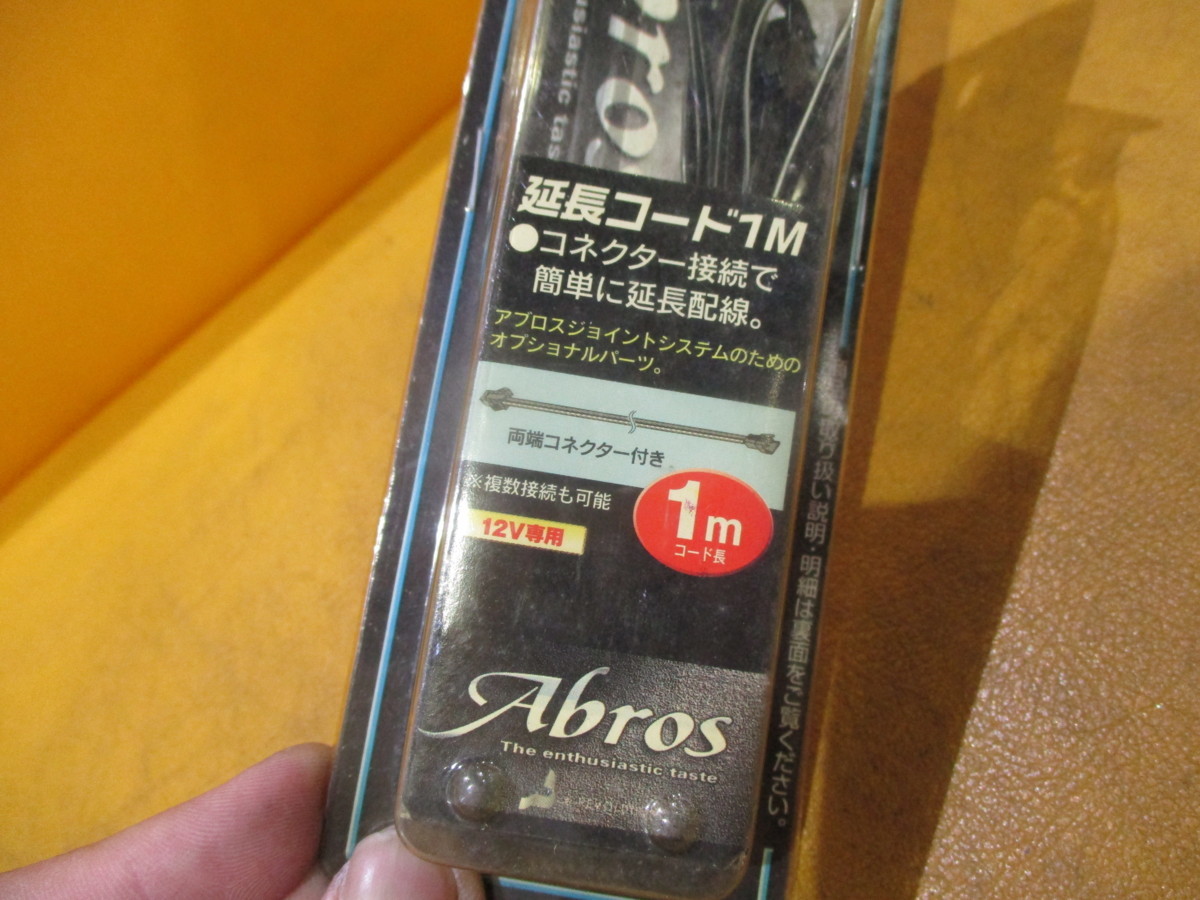 延長コード1M
●コネクター接続で
簡単に延長配線。
アブロスジョイントシステムのための
オプショナルパーツ。
両端コネクター付き
※複数接続も可能
12V専用
1m
コード長
Abros
The enthusiastic taste
り扱い説明・明細は裏面をご覧ください。